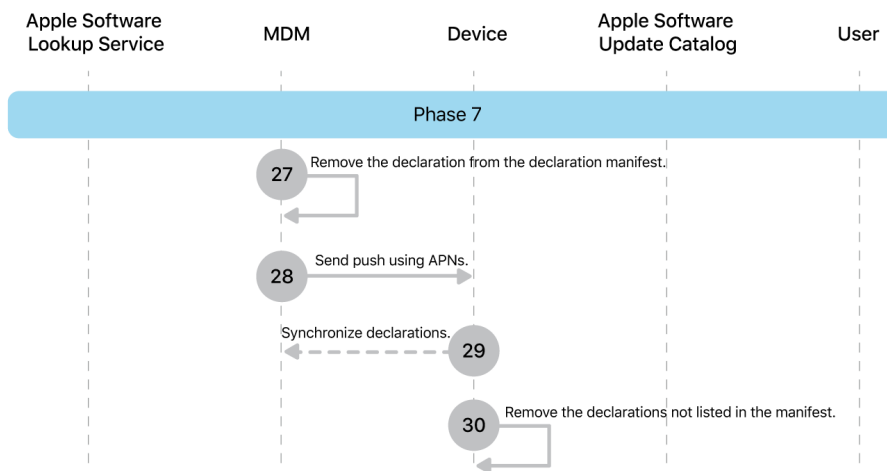 Apple Software
Lookup Service
MDM
Device
Apple Software
Update Catalog
User
Phase 7
27
Remove the declaration from the declaration manifest.
28
Send push using APNs.
Synchronize declarations.
29
30
Remove the declarations not listed in the manifest.